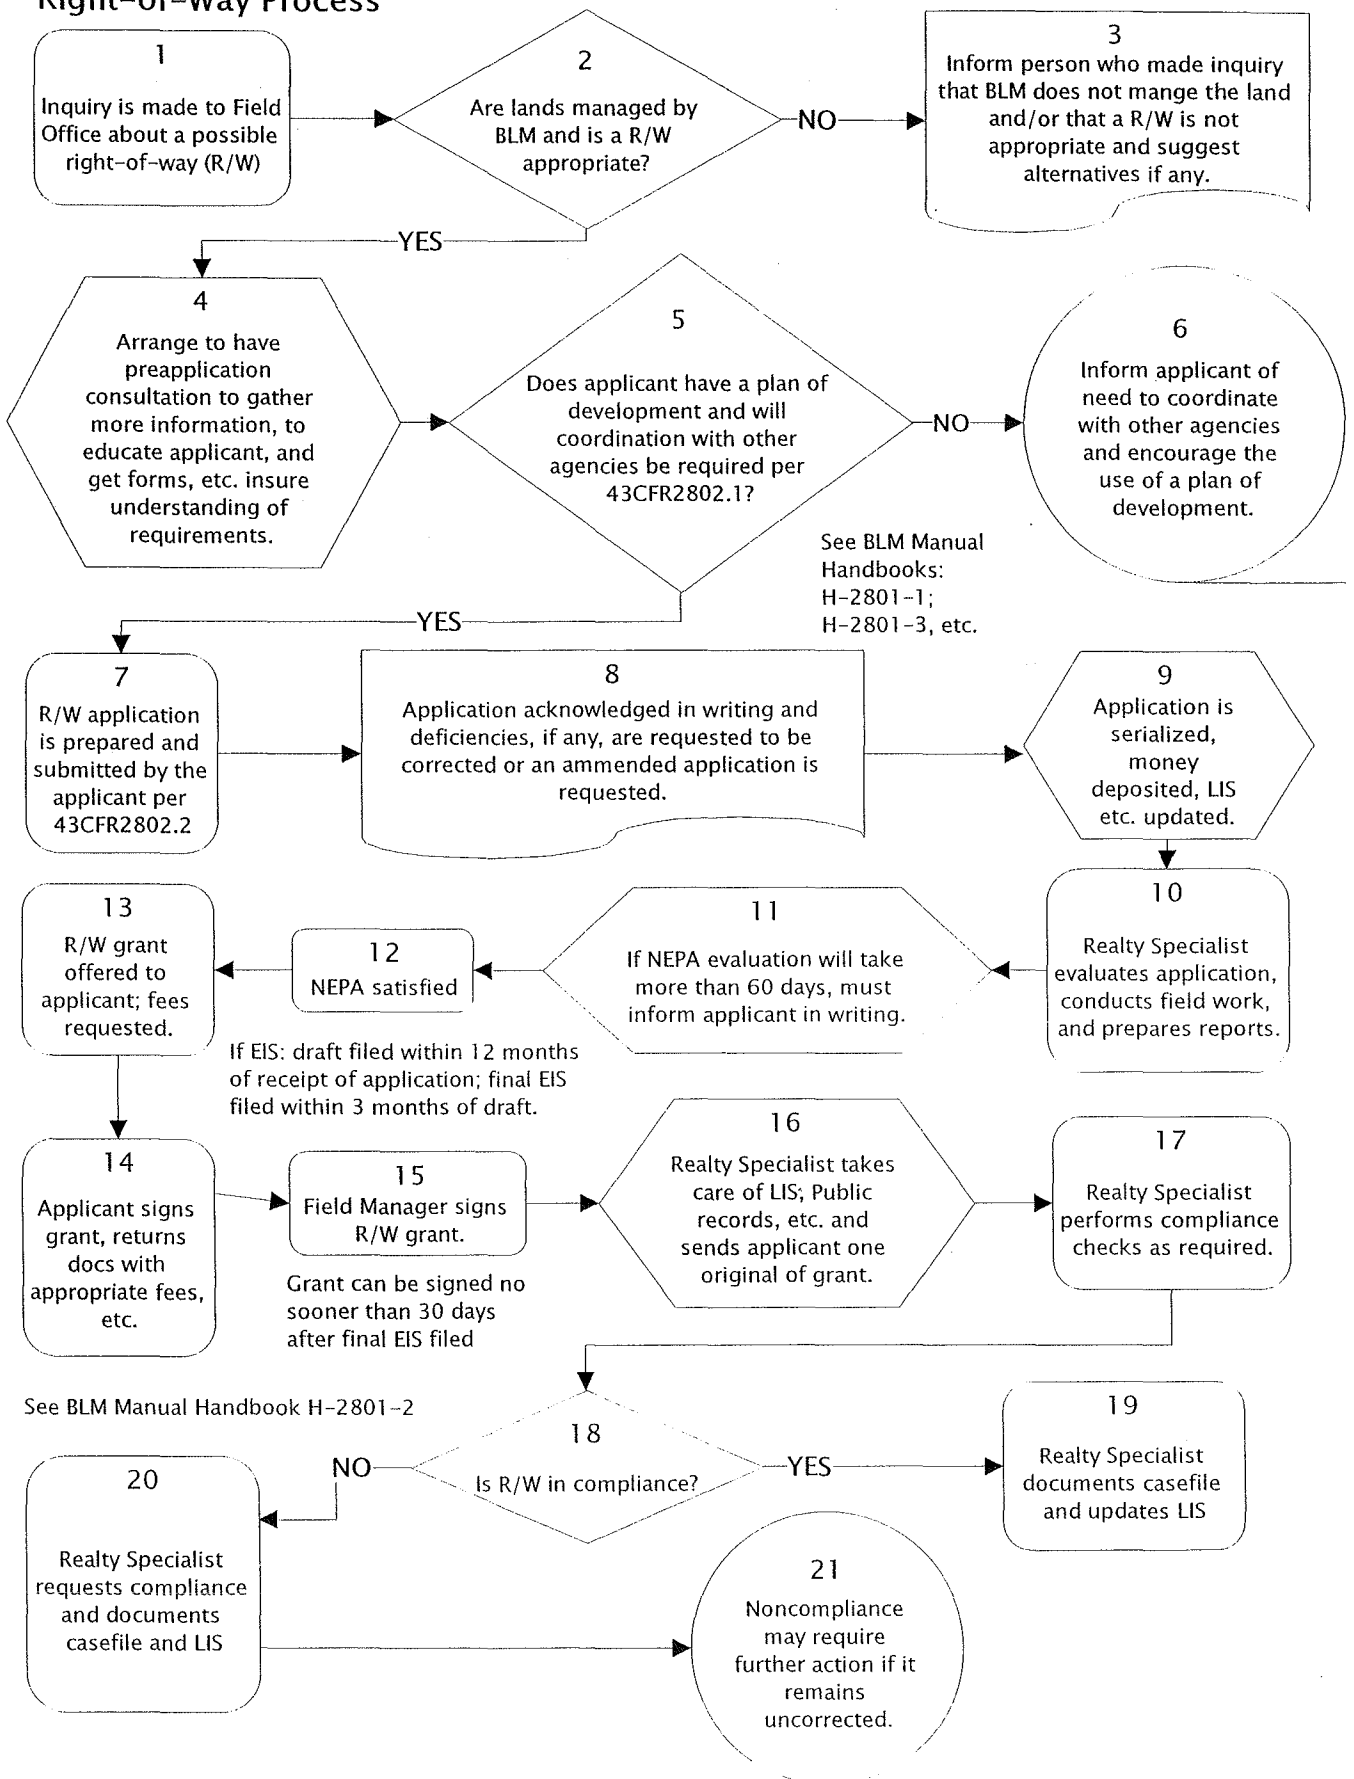 Right-of-Way Process
1
Inquiry is made to Field
Office about a possible
right-of-way (R/W)
2
Are lands managed by
BLM and is a R/W
appropriate?
NO
3
Inform person who made inquiry
that BLM does not mange the land
and/or that a R/W is not
appropriate and suggest
alternatives if any.
YES
4
Arrange to have
preapplication
consultation to gather
more information, to
educate applicant, and
get forms, etc. insure
understanding of
requirements.
5
Does applicant have a plan of
development and will
coordination with other
agencies be required per
43CFR2802.1?
NO
6
Inform applicant of
need to coordinate
with other agencies
and encourage the
use of a plan of
development.
See BLM Manual
Handbooks:
H-2801-1;
H-2801-3, etc.
YES
7
R/W application
is prepared and
submitted by the
applicant per
43CFR2802.2
8
Application acknowledged in writing and
deficiencies, if any, are requested to be
corrected or an ammended application is
requested.
9
Application is
serialized,
money
deposited, LIS
etc. updated.
10
Realty Specialist
evaluates application,
conducts field work,
and prepares reports.
11
If NEPA evaluation will take
more than 60 days, must
inform applicant in writing.
12
NEPA satisfied
13
R/W grant
offered to
applicant; fees
requested.
If EIS: draft filed within 12 months
of receipt of application; final EIS
filed within 3 months of draft.
14
Applicant signs
grant, returns
docs with
appropriate fees,
etc.
15
Field Manager signs
R/W grant.
Grant can be signed no
sooner than 30 days
after final EIS filed
16
Realty Specialist takes
care of LIS, Public
records, etc. and
sends applicant one
original of grant.
17
Realty Specialist
performs compliance
checks as required.
See BLM Manual Handbook H-2801-2
18
Is R/W in compliance?
YES
19
Realty Specialist
documents casefile
and updates LIS
NO
20
Realty Specialist
requests compliance
and documents
casefile and LIS
21
Noncompliance
may require
further action if it
remains
uncorrected.